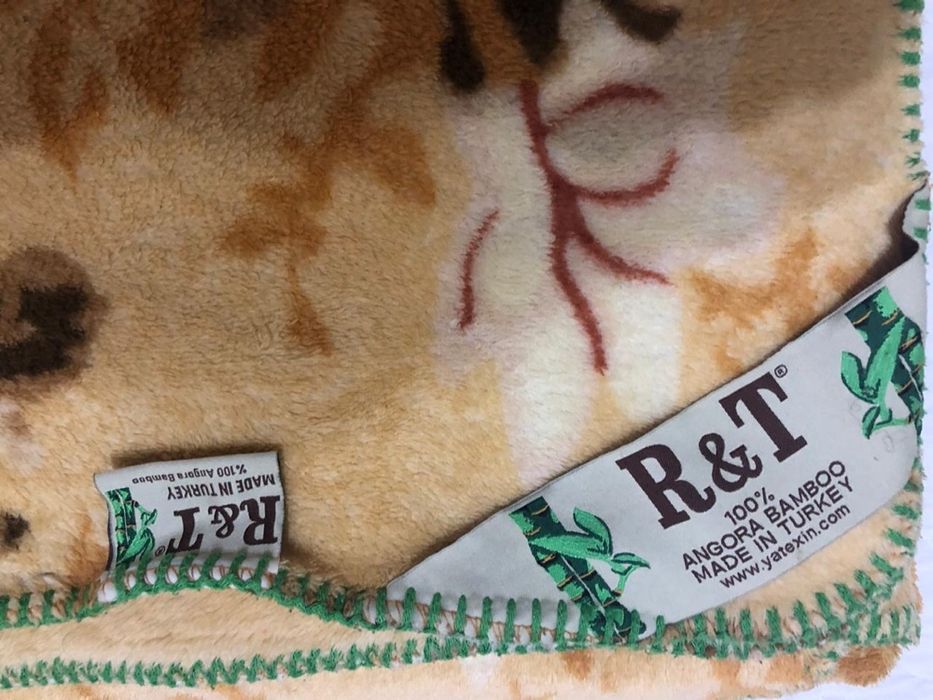 R&T®
100%
ANGORA BAMBOO
MADE IN TURKEY
www.yatexin.com
R&T®
MADE IN TURKEY
%100 Angora Bamboo